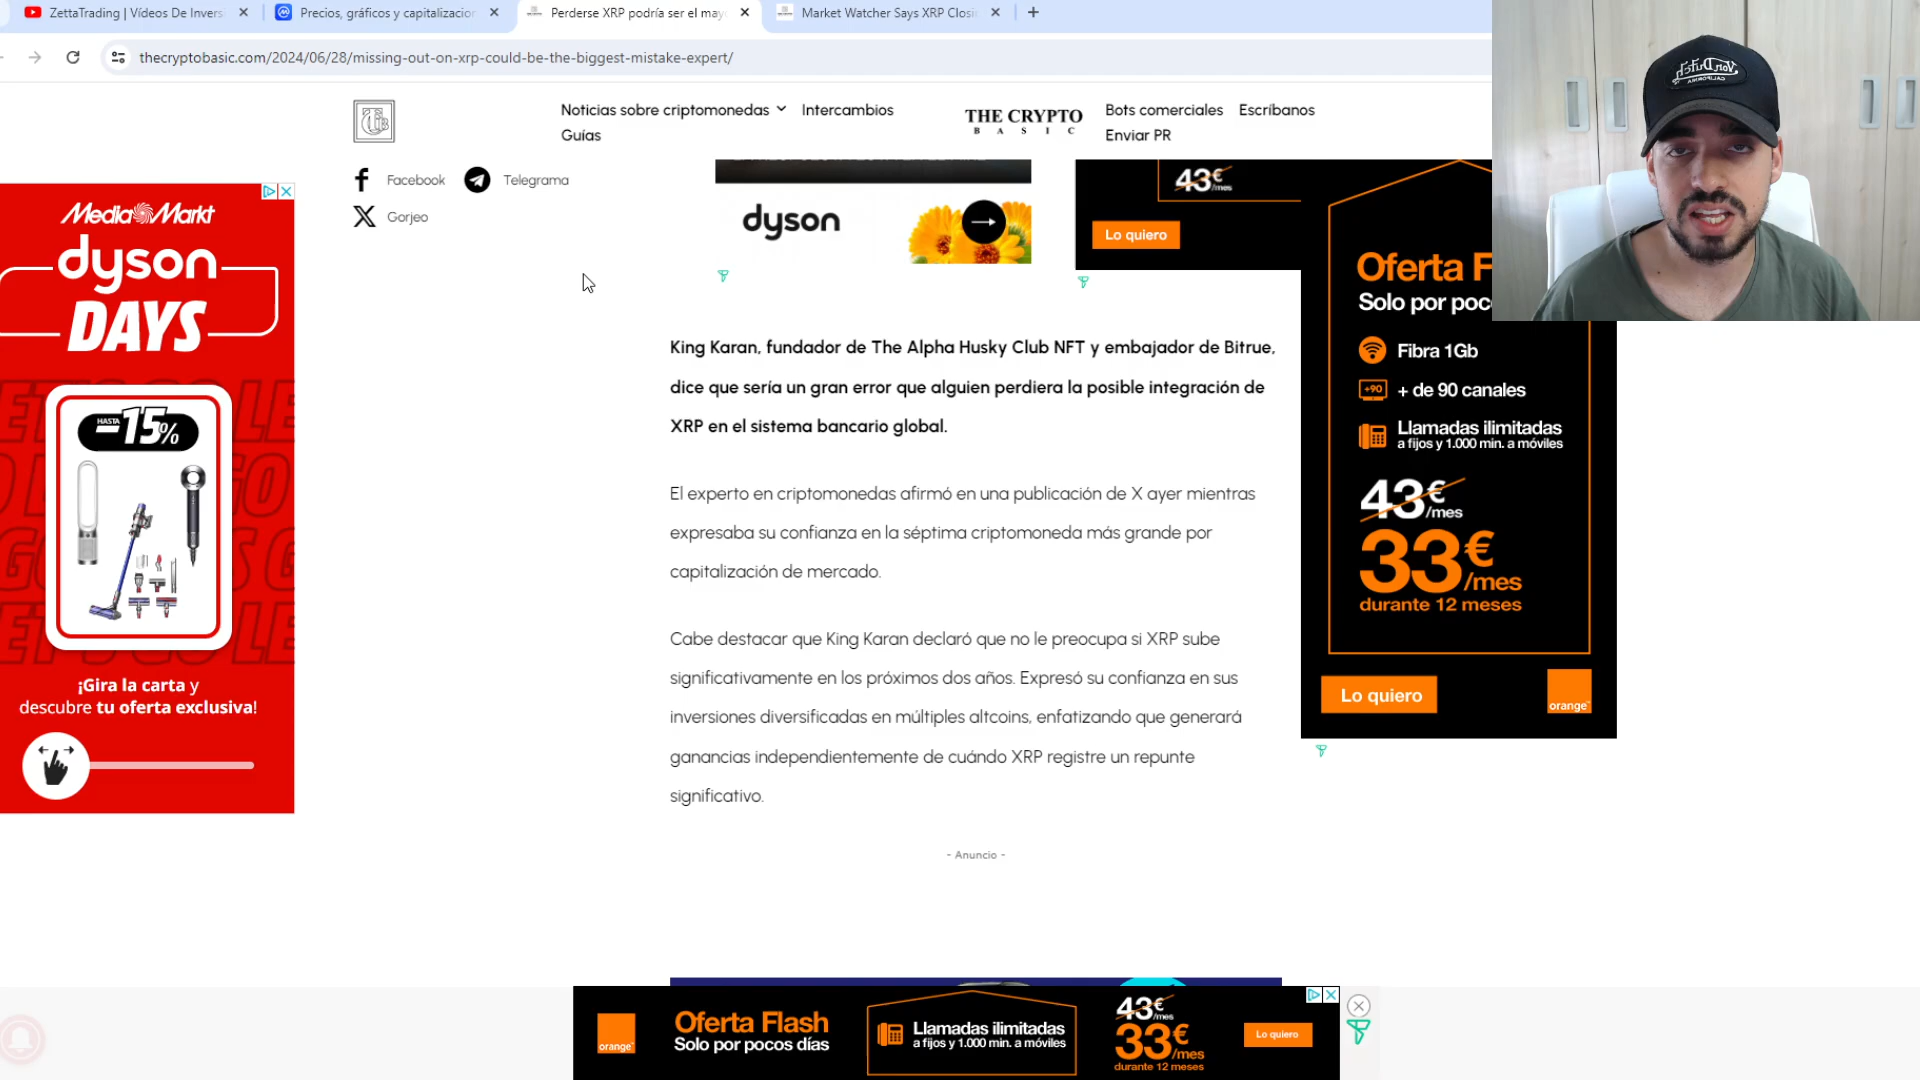 ZettaTrading | Vídeos De Invers
Precios, gráficos y capitalizacion
Perderse XRP podría ser el may
Market Watcher Says XRP Closi
thecryptobasic.com/2024/06/28/missing-out-on-xrp-could-be-the-biggest-mistake-expert/
Noticias sobre criptomonedas
Intercambios
Guías
THE CRYPTO
BASIC
Bots comerciales
Escríbanos
Enviar PR
Facebook
Telegrama
Gorjeo
MediaMarkt
dyson
DAYS
HASTA
-15%
¡Gira la carta y
descubre tu oferta exclusiva!
dyson
43€
/mes
Lo quiero
King Karan, fundador de The Alpha Husky Club NFT y embajador de Bitrue,
dice que sería un gran error que alguien perdiera la posible integración de
XRP en el sistema bancario global.
El experto en criptomonedas afirmó en una publicación de X ayer mientras
expresaba su confianza en la séptima criptomoneda más grande por
capitalización de mercado.
Cabe destacar que King Karan declaró que no le preocupa si XRP sube
significativamente en los próximos dos años. Expresó su confianza en sus
inversiones diversificadas en múltiples altcoins, enfatizando que generará
ganancias independientemente de cuándo XRP registre un repunte
significativo.
- Anuncio -
Oferta F
Solo por poc
Fibra 1Gb
+90
+ de 90 canales
Llamadas ilimitadas
a fijos y 1.000 min. a móviles
43€
/mes
33€
/mes
durante 12 meses
Lo quiero
orange
Von Dutch
orange
Oferta Flash
Solo por pocos días
Llamadas ilimitadas
a fijos y 1.000 min. a móviles
43€
/mes
33€
/mes
durante 12 meses
Lo quiero